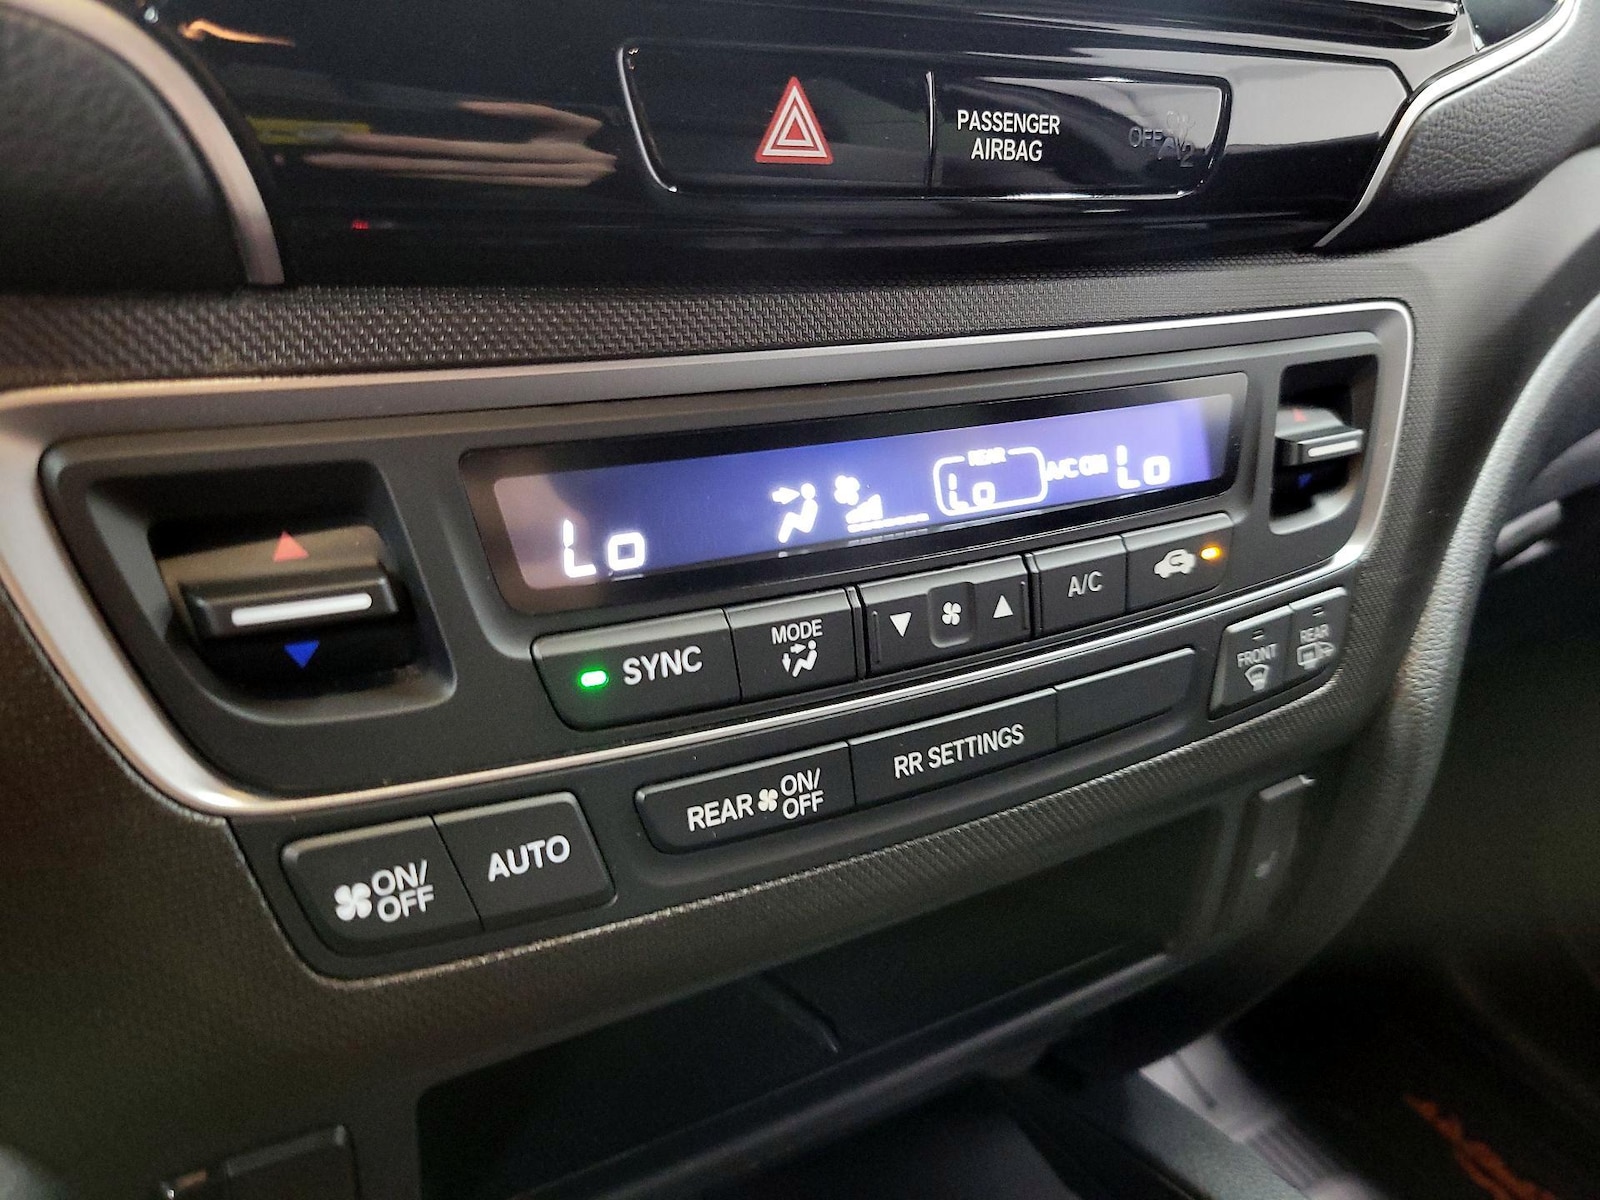 PASSENGER
AIRBAG
OFF
Lo
REAR
Lo
A/C ON
Lo
SYNC
MODE
A/C
FRONT
REAR
REAR ON/
OFF
RR SETTINGS
ON/
OFF
AUTO